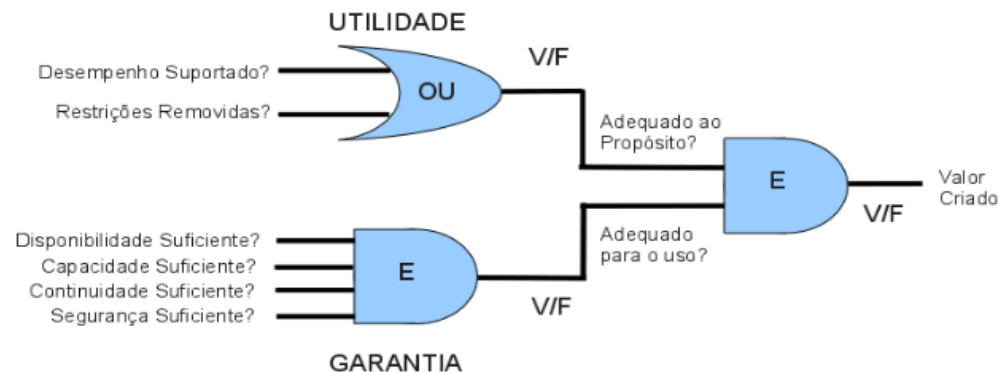 UTILIDADE
Desempenho Suportado?
Restrições Removidas?
OU
V/F
Adequado ao
Propósito?
E
Valor
Criado
V/F
Adequado
para o uso?
Disponibilidade Suficiente?
Capacidade Suficiente?
Continuidade Suficiente?
Segurança Suficiente?
E
V/F
GARANTIA